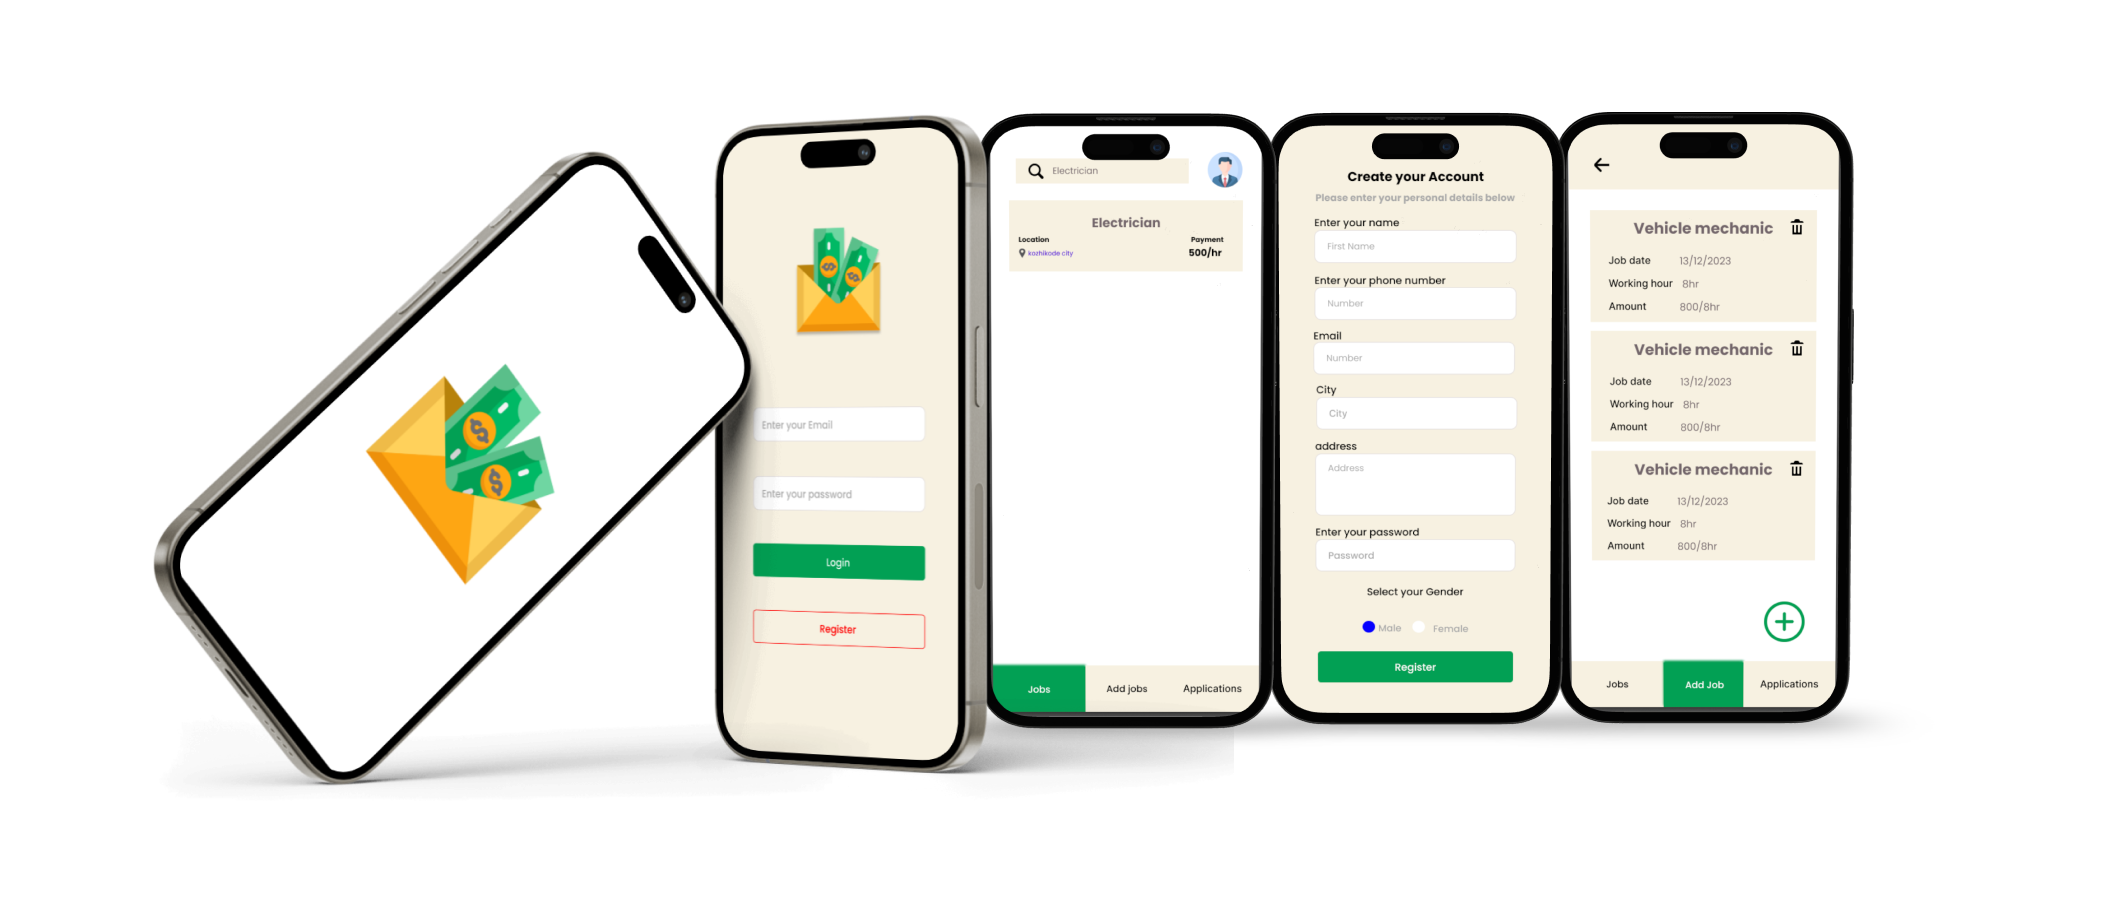 Enter your Email
Enter your password
Login
Register
Electrician
Electrician
Location
Payment
kozhikode city
500/hr
Jobs
Add jobs
Applications
Create your Account
Please enter your personal details below
Enter your name
First Name
Enter your phone number
Number
Email
Number
City
City
address
Address
Enter your password
Password
Select your Gender
Male
Female
Register
Vehicle mechanic
Job date 13/12/2023
Working hour 8hr
Amount 800/8hr
Vehicle mechanic
Job date 13/12/2023
Working hour 8hr
Amount 800/8hr
Vehicle mechanic
Job date 13/12/2023
Working hour 8hr
Amount 800/8hr
Jobs
Add Job
Applications